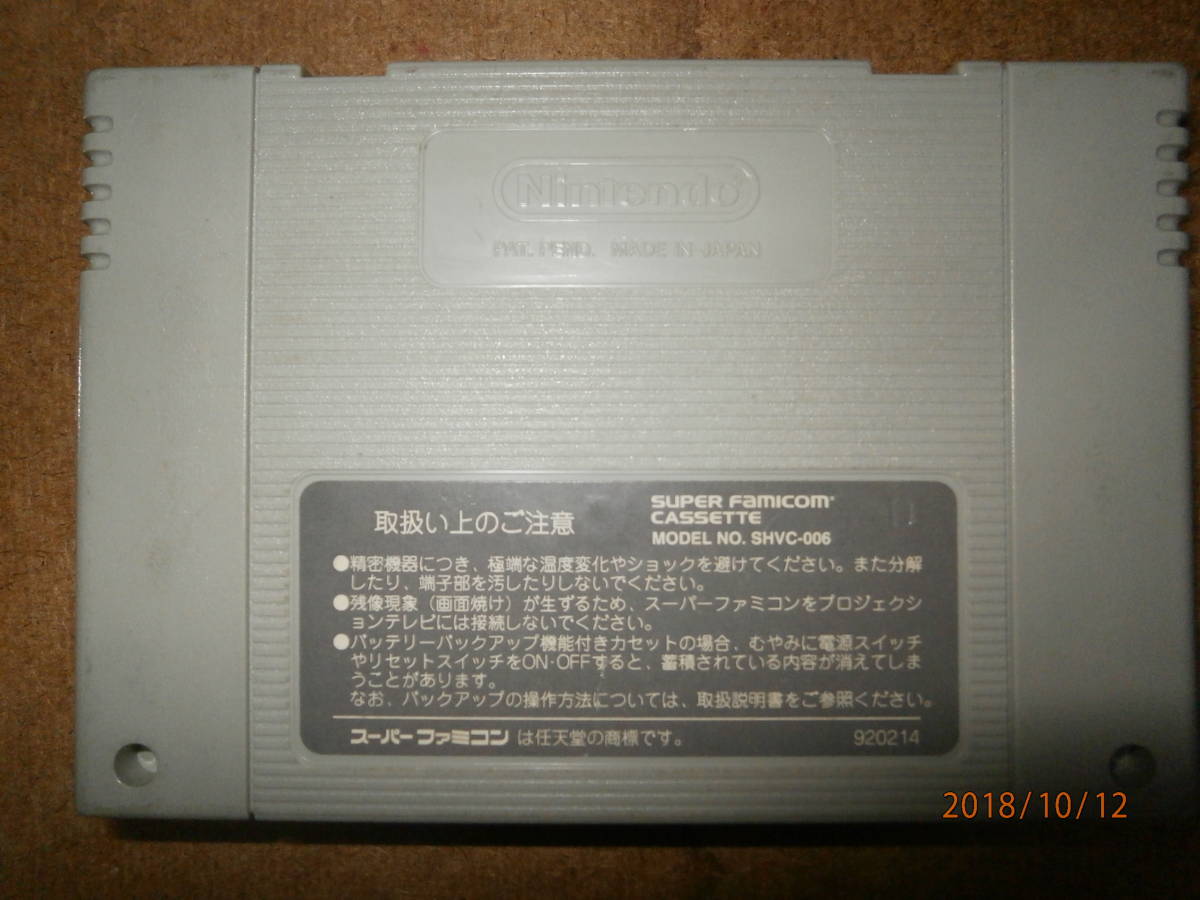 Nintendo
PAT. PEND. MADE IN JAPAN
取扱い上のご注意
SUPER FAMICOM
CASSETTE
MODEL NO. SHVC-006
●精密機器につき、極端な温度変化やショックを避けてください。また分解
したり、端子部を汚したりしないでください。
●残像現象（画面焼け）が生ずるため、スーパーファミコンをプロジェクシ
ョンテレビには接続しないでください。
●バッテリーバックアップ機能付きカセットの場合、むやみに電源スイッチ
やリセットスイッチをON・OFFすると、蓄積されている内容が消えてしま
うことがあります。
なお、バックアップの操作方法については、取扱説明書をご参照ください。
スーパーファミコン は任天堂の商標です。 920214
2018/10/12